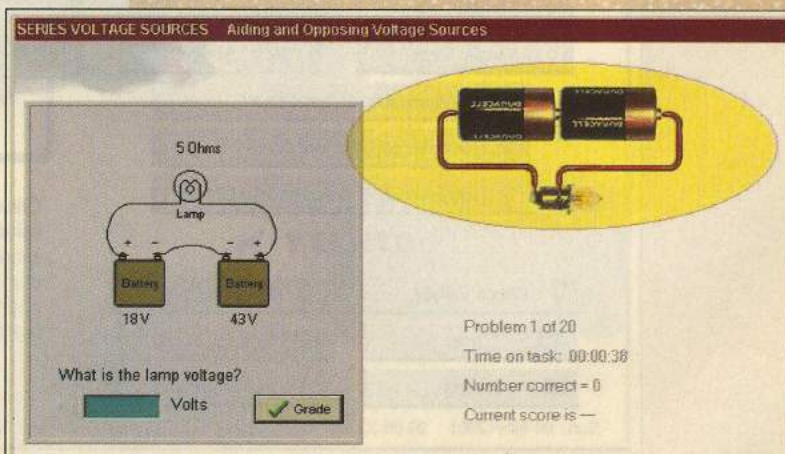 SERIES VOLTAGE SOURCES Aiding and Opposing Voltage Sources
5 Ohms
Lamp
+ - - +
Battery Battery
18V 43V
What is the lamp voltage?
Volts Grade
DURACELL DURACELL
Problem 1 of 20
Time on task: 00:00:38
Number correct = 0
Current score is —